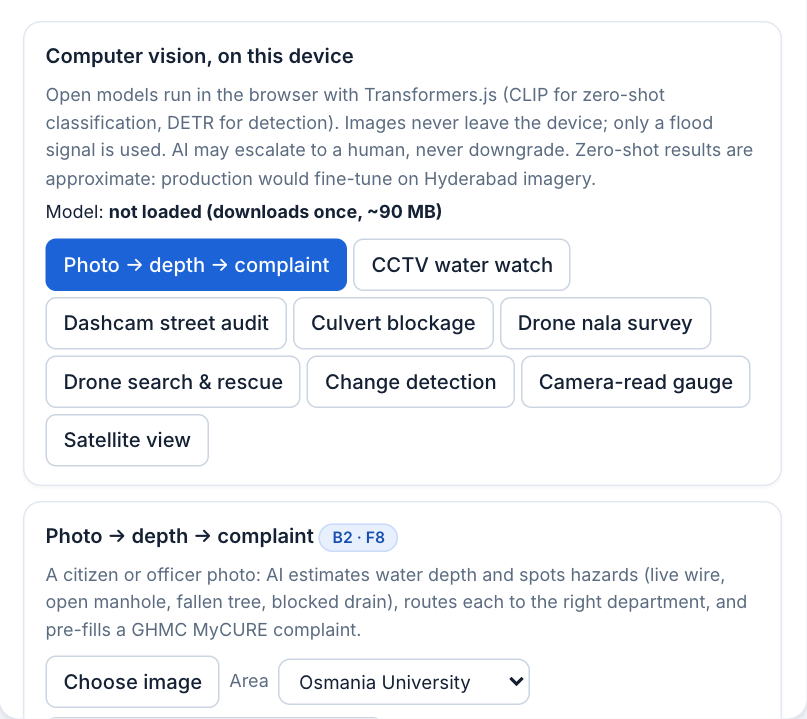 Computer vision, on this device
Open models run in the browser with Transformers.js (CLIP for zero-shot
classification, DETR for detection). Images never leave the device; only a flood
signal is used. AI may escalate to a human, never downgrade. Zero-shot results are
approximate: production would fine-tune on Hyderabad imagery.
Model: not loaded (downloads once, ~90 MB)
Photo → depth → complaint
CCTV water watch
Dashcam street audit
Culvert blockage
Drone nala survey
Drone search & rescue
Change detection
Camera-read gauge
Satellite view
Photo → depth → complaint B2 · F8
A citizen or officer photo: AI estimates water depth and spots hazards (live wire,
open manhole, fallen tree, blocked drain), routes each to the right department, and
pre-fills a GHMC MyCURE complaint.
Choose image Area Osmania University